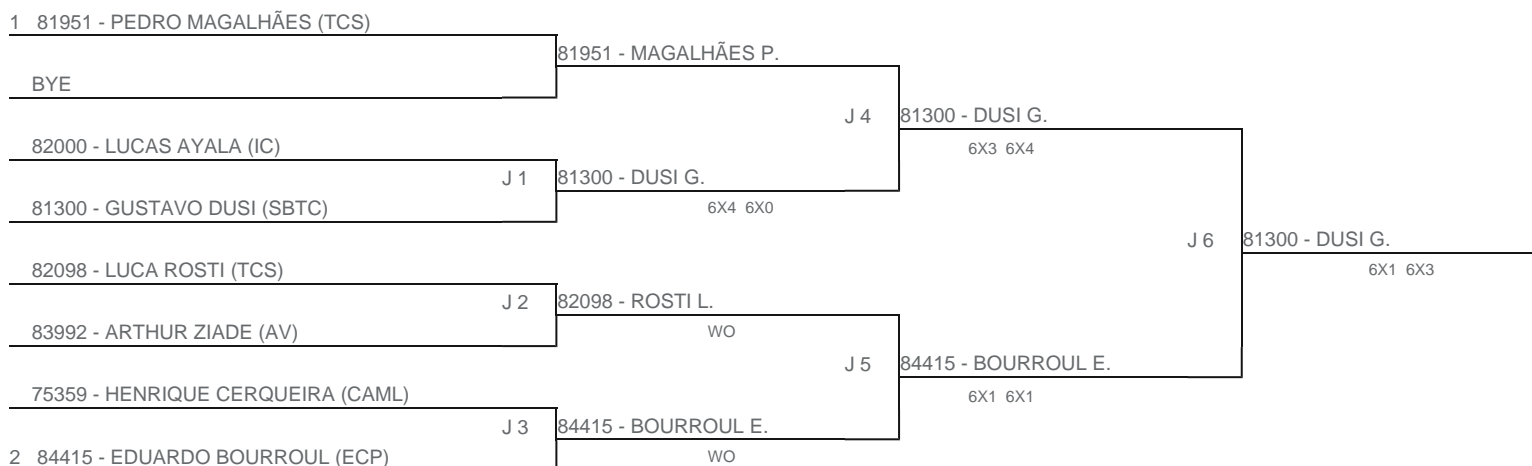 1 81951 - PEDRO MAGALHÃES (TCS)
81951 - MAGALHÃES P.
BYE
J 4
81300 - DUSI G.
82000 - LUCAS AYALA (IC)
6X3 6X4
J 1
81300 - DUSI G.
81300 - GUSTAVO DUSI (SBTC)
6X4 6X0
J 6
81300 - DUSI G.
82098 - LUCA ROSTI (TCS)
6X1 6X3
J 2
82098 - ROSTI L.
83992 - ARTHUR ZIADE (AV)
WO
J 5
84415 - BOURROUL E.
75359 - HENRIQUE CERQUEIRA (CAML)
6X1 6X1
J 3
84415 - BOURROUL E.
2 84415 - EDUARDO BOURROUL (ECP)
WO